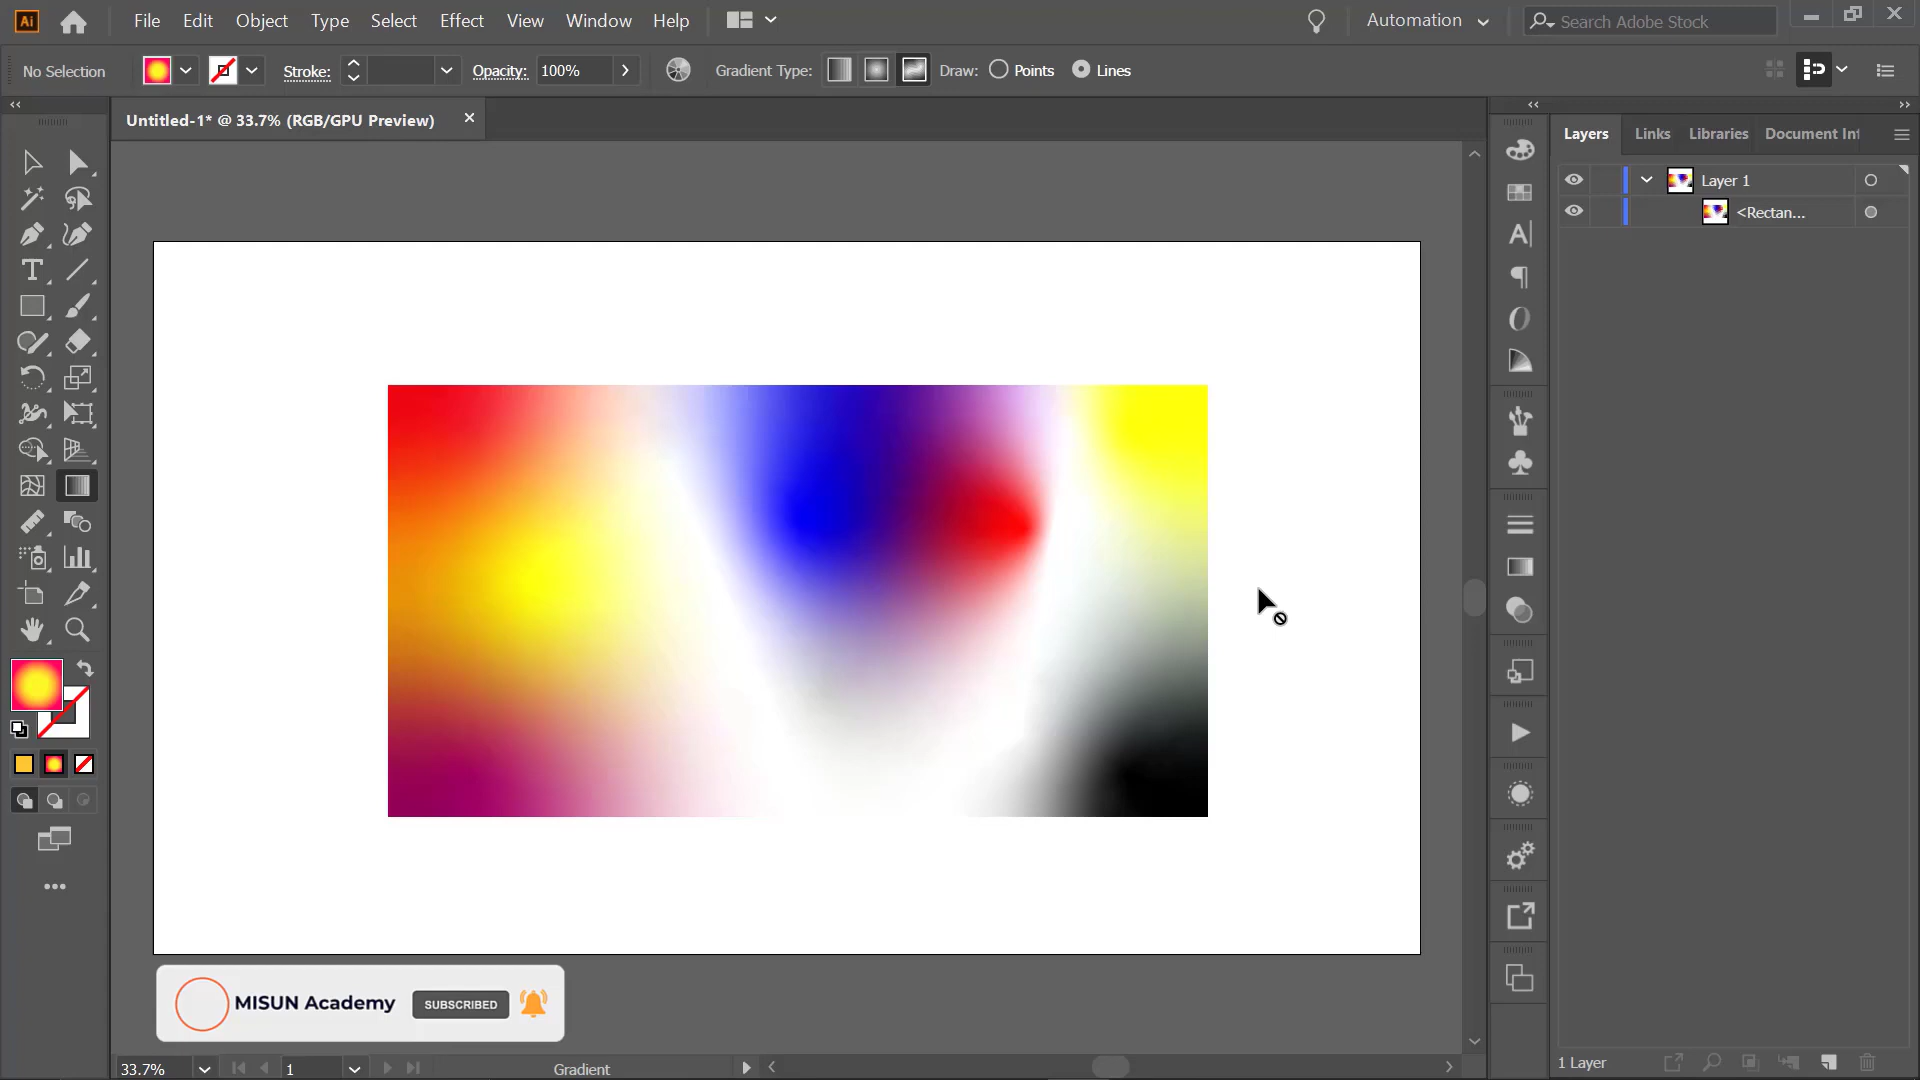 Ai File Edit Object Type Select Effect View Window Help Automation Search Adobe Stock
No Selection Stroke: Opacity: 100% Gradient Type: Draw: Points Lines
Untitled-1* @ 33.7% (RGB/GPU Preview)
Layers Links Libraries Document Inf
Layer 1
<Rectan...
MISUN Academy SUBSCRIBED
33.7% 1 Gradient
1 Layer